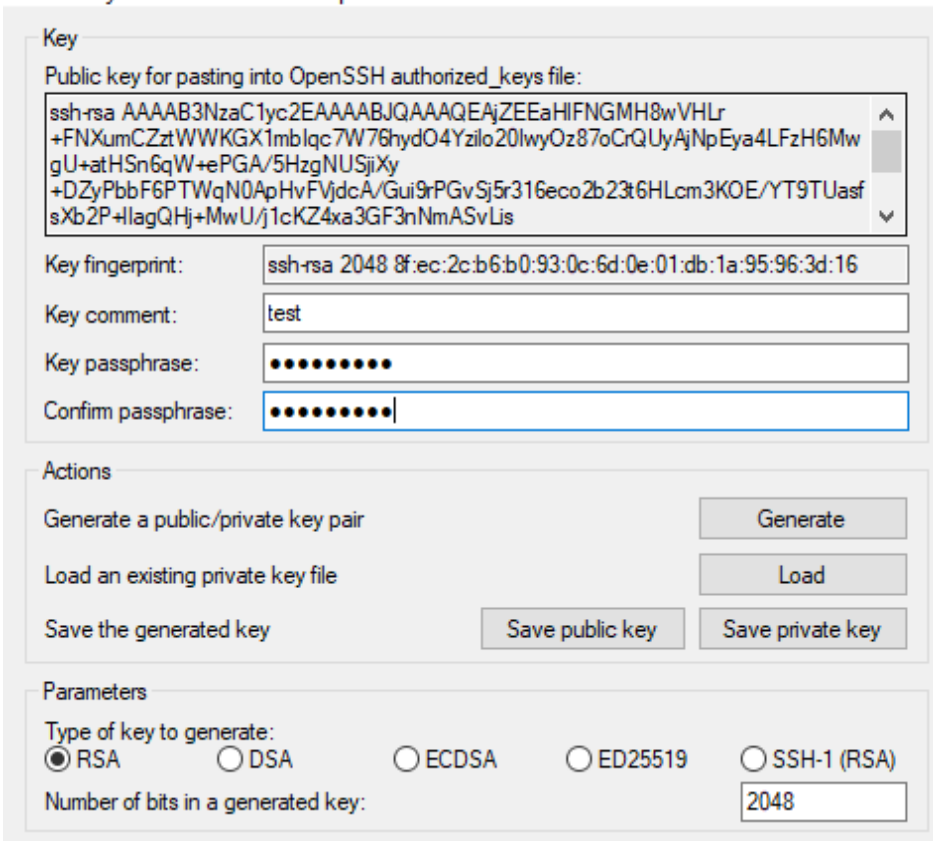 Key
Public key for pasting into OpenSSH authorized_keys file:
ssh-rsa AAAAB3NzaC1yc2EAAAABJQAAAQEAjZEEaHlFNGMH8wVHLr
+FNXumCZztWWKGX1mblqc7W76hydO4Yzilo20lwyOz87oCrQUyAjNpEya4LFzH6Mw
gU+atHSn6qW+ePGA/5HzgNUSjiXy
+DZyPbbF6PTWqN0ApHvFVjdcA/Gui9rPGvSj5r316eco2b23t6HLcm3KOE/YT9TUasf
sXb2P+llagQHj+MwU/j1cKZ4xa3GF3nNmASvLis
Key fingerprint: ssh-rsa 2048 8f:ec:2c:b6:b0:93:0c:6d:0e:01:db:1a:95:96:3d:16
Key comment: test
Key passphrase: ●●●●●●●●●
Confirm passphrase: ●●●●●●●●●
Actions
Generate a public/private key pair Generate
Load an existing private key file Load
Save the generated key Save public key Save private key
Parameters
Type of key to generate:
RSA DSA ECDSA ED25519 SSH-1 (RSA)
Number of bits in a generated key: 2048